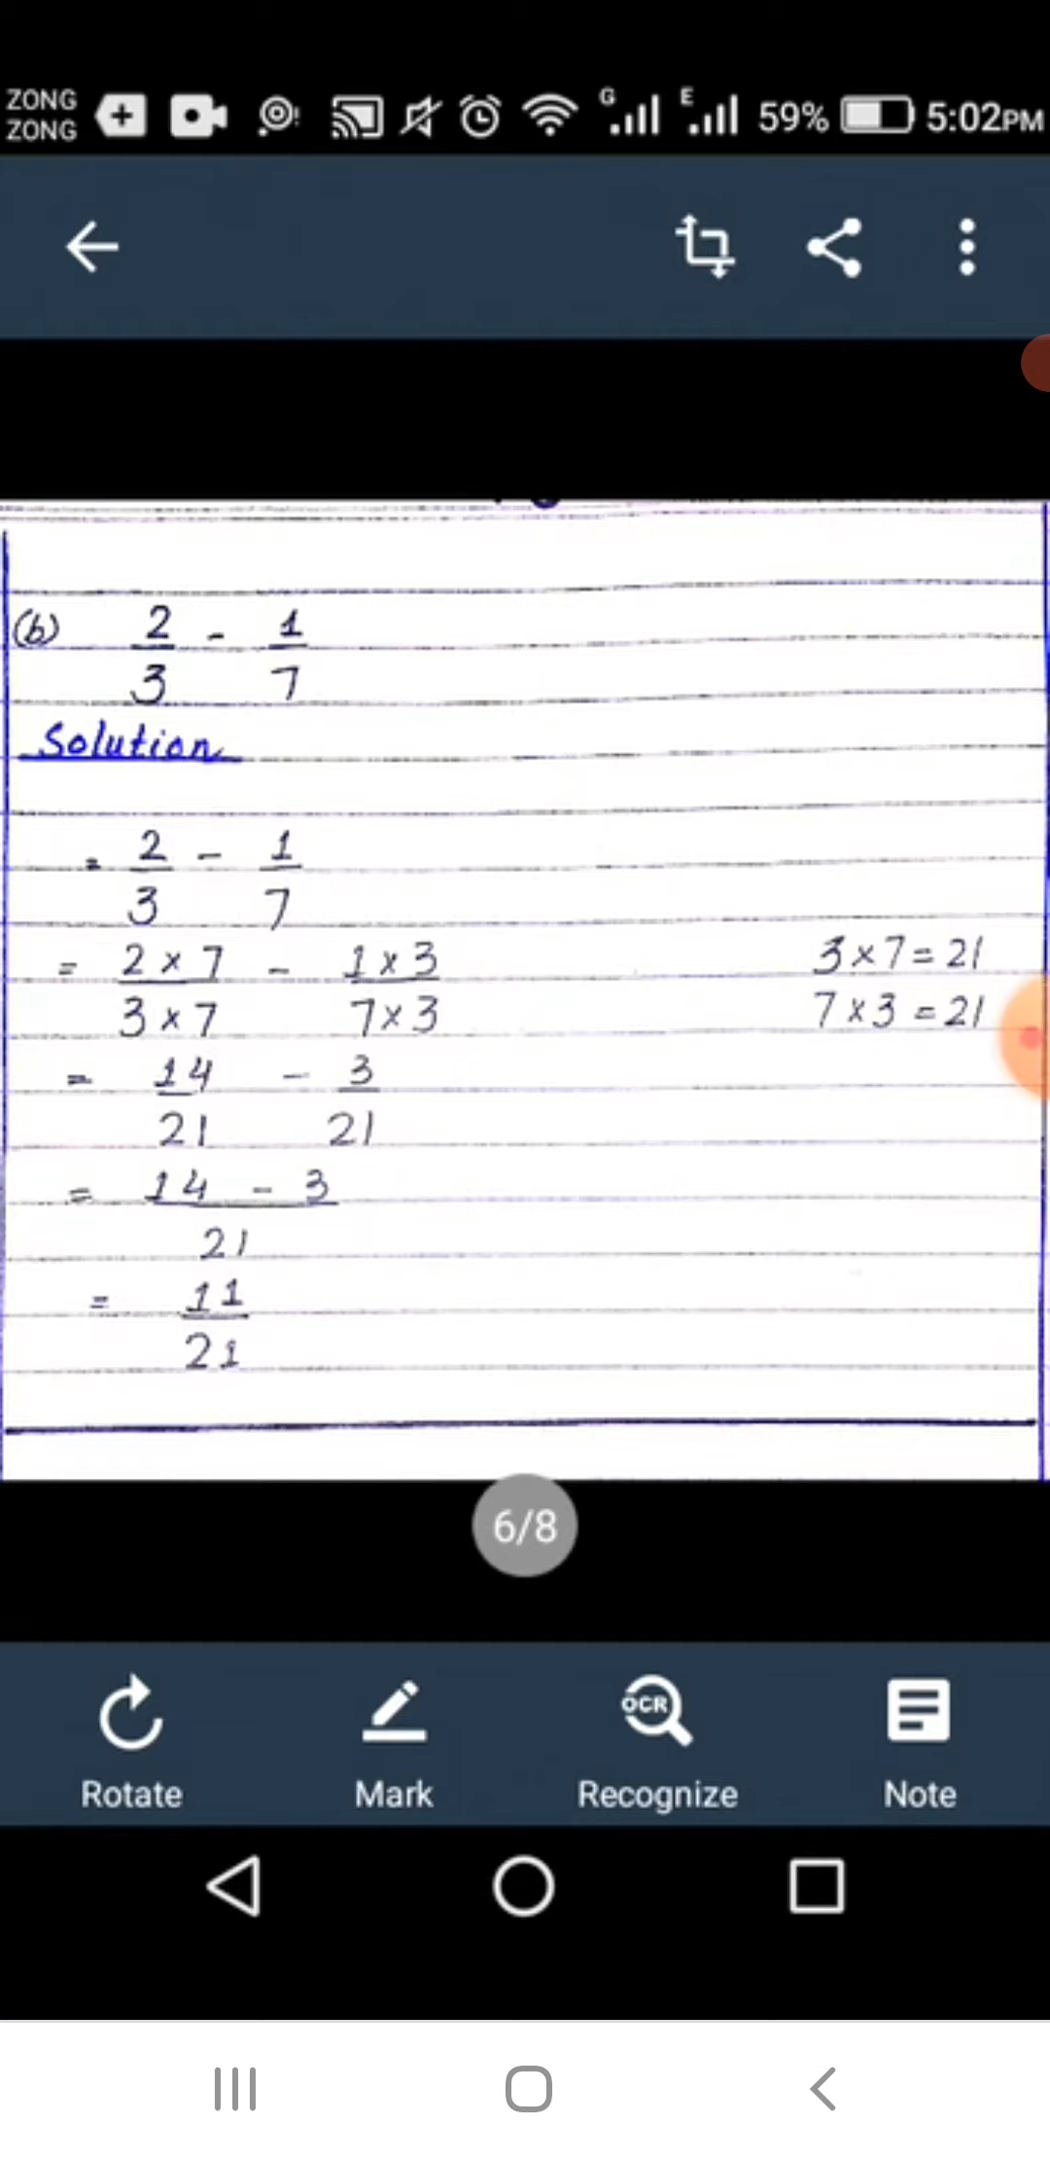 ZONG
ZONG
G E 59% 5:02PM
(b) 2/3 - 1/7
Solution
= 2/3 - 1/7
= 2 × 7 / 3 × 7 - 1 × 3 / 7 × 3
3 × 7 = 21
7 × 3 = 21
= 14/21 - 3/21
= 14 - 3 / 21
= 11/21
6/8
OCR
Rotate Mark Recognize Note